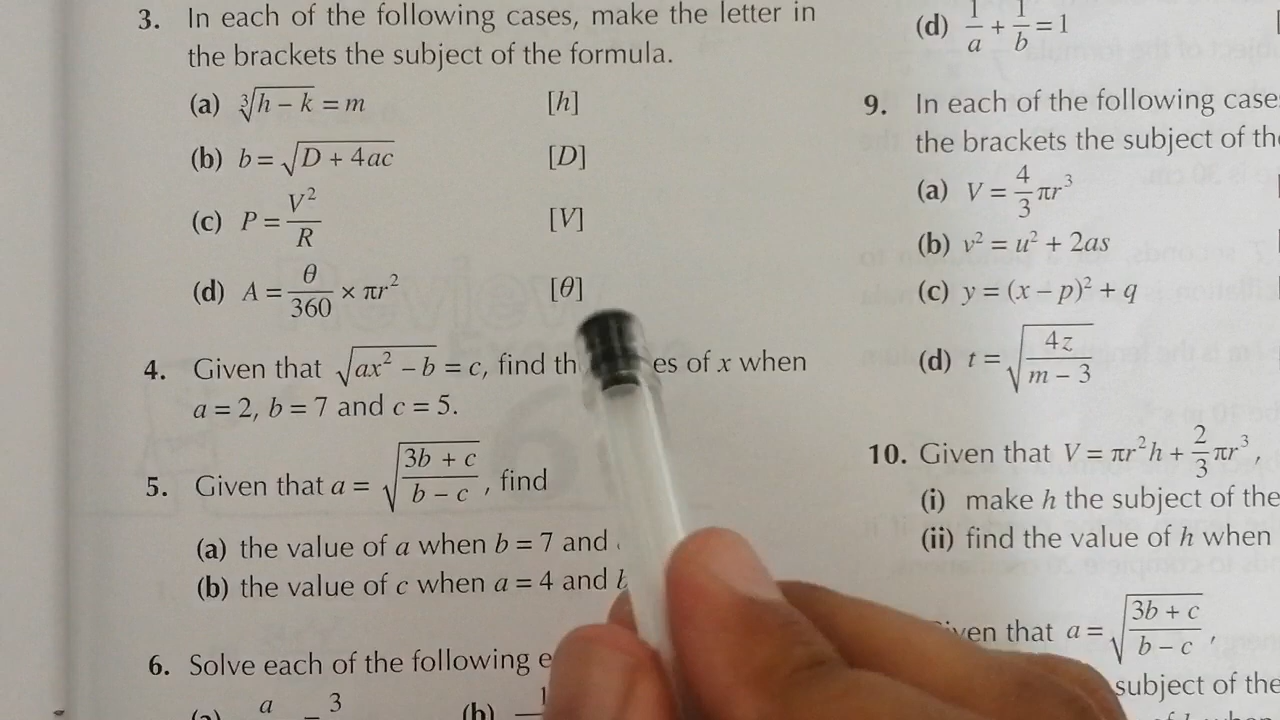 3. In each of the following cases, make the letter in
the brackets the subject of the formula.
(a) ∛(h − k) = m [h]
(b) b = √(D + 4ac) [D]
(c) P = V²/R [V]
(d) A = θ/360 × πr² [θ]
4. Given that √(ax² − b) = c, find es of x when
a = 2, b = 7 and c = 5.
5. Given that a = √((3b + c)/(b − c)), find
(a) the value of a when b = 7 and
(b) the value of c when a = 4 and
6. Solve each of the following
(a) a 3 (b) 1
(d) 1/a + 1/b = 1
9. In each of the following case
the brackets the subject of
(a) V = 4/3 πr³
(b) v² = u² + 2as
(c) y = (x − p)² + q
(d) t = √(4z/(m − 3))
10. Given that V = πr²h + 2/3 πr³,
(i) make h the subject of the
(ii) find the value of h when
that a = √((3b + c)/(b − c)),
subject of the